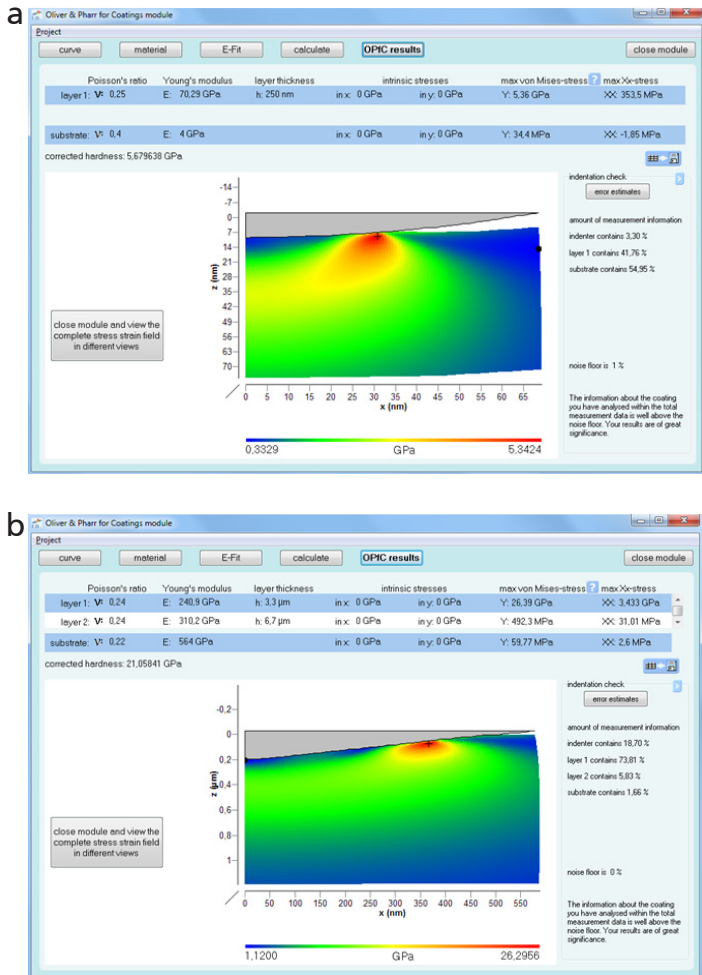 a
Oliver & Pharr for Coatings module
Project
curve material E-Fit calculate OPfC results close module
Poisson's ratio Young's modulus layer thickness intrinsic stresses max von Mises-stress ? max Xx-stress
layer 1: V: 0,25 E: 70,29 GPa h: 250 nm in x: 0 GPa in y: 0 GPa Y: 5,36 GPa XX: 353,5 MPa
substrate: V: 0,4 E: 4 GPa in x: 0 GPa in y: 0 GPa Y: 34,4 MPa XX: -1,85 MPa
corrected hardness: 5,679638 GPa
indentation check
error estimates
amount of measurement information
indenter contains 3,30 %
layer 1 contains 41,76 %
substrate contains 54,95 %
noise floor is 1 %
The information about the coating
you have analysed within the total
measurement data is well above the
noise floor. Your results are of great
significance.
close module and view the
complete stress strain field
in different views
-14
-7
0
7
14
21
28
35
42
49
56
63
70
z (nm)
0 5 10 15 20 25 30 35 40 45 50 55 60 65
x (nm)
0,3329 GPa 5,3424
b
Oliver & Pharr for Coatings module
Project
curve material E-Fit calculate OPfC results close module
Poisson's ratio Young's modulus layer thickness intrinsic stresses max von Mises-stress ? max Xx-stress
layer 1: V: 0,24 E: 240,9 GPa h: 3,3 µm in x: 0 GPa in y: 0 GPa Y: 26,39 GPa XX: 3,433 GPa
layer 2: V: 0,24 E: 310,2 GPa h: 6,7 µm in x: 0 GPa in y: 0 GPa Y: 492,3 MPa XX: 31,01 MPa
substrate: V: 0,22 E: 564 GPa in x: 0 GPa in y: 0 GPa Y: 59,77 MPa XX: 2,6 MPa
corrected hardness: 21,05841 GPa
indentation check
error estimates
amount of measurement information
indenter contains 18,70 %
layer 1 contains 73,81 %
layer 2 contains 5,83 %
substrate contains 1,66 %
noise floor is 0 %
The information about the coating
you have analysed within the total
measurement data is well above the
noise floor. Your results are of great
significance.
close module and view the
complete stress strain field
in different views
-0,2
0
0,2
0,4
0,6
0,8
1
z (µm)
0 50 100 150 200 250 300 350 400 450 500 550
x (nm)
1,1200 GPa 26,2956